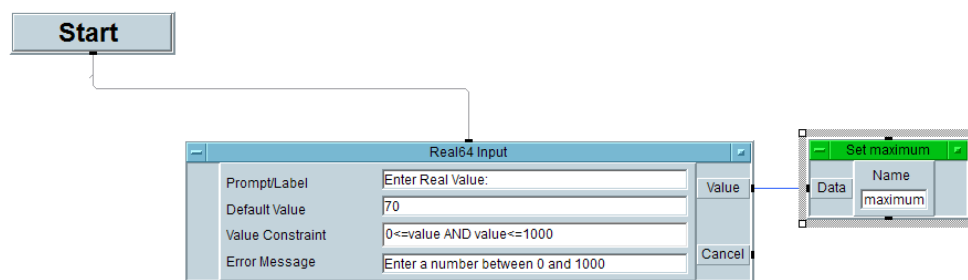 Start
Real64 Input
Prompt/Label
Enter Real Value:
Default Value
70
Value Constraint
0<=value AND value<=1000
Error Message
Enter a number between 0 and 1000
Value
Cancel
Set maximum
Data
Name
maximum